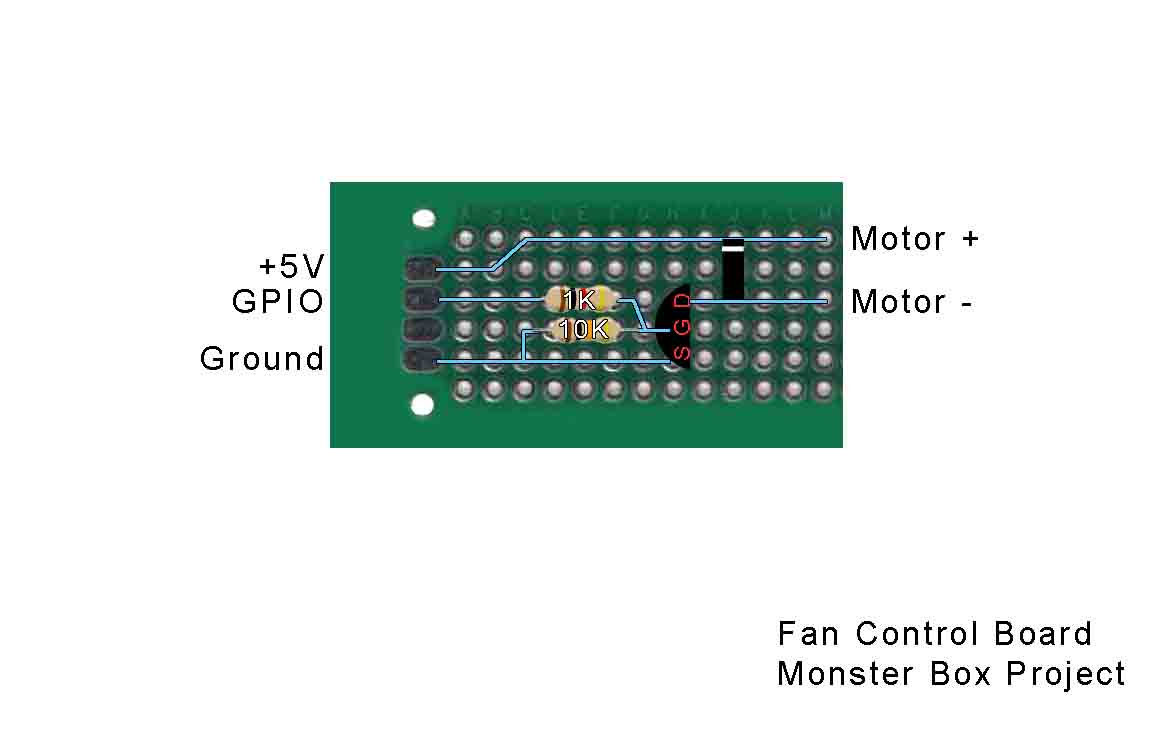 A B C D E F G H I J K L M
Motor +
+5V
GPIO
1K
D
Motor -
10K
G
Ground
S
Fan Control Board
Monster Box Project